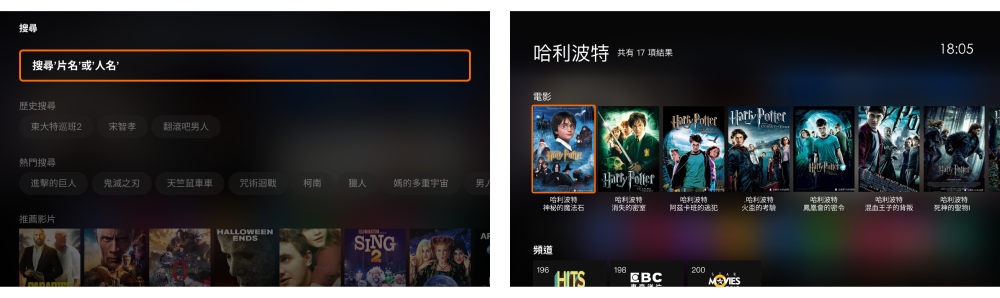 搜尋
搜尋'片名'或'人名'
歷史搜尋
東大特巡班2 宋智孝 翻滾吧男人
熱門搜尋
進擊的巨人 鬼滅之刃 天竺鼠車車 咒術迴戰 柯南 獵人 媽的多重宇宙 男人
推薦影片
HALLOWEEN
ENDS
SING
2
哈利波特 共有 17 項結果
18:05
電影
Harry Potter
Harry Potter
Harry Potter
Harry Potter
Harry Potter
Harry Potter
Harry Potter
哈利波特
神秘的魔法石
哈利波特
消失的密室
哈利波特
阿茲卡班的逃犯
哈利波特
火盃的考驗
哈利波特
鳳凰會的密令
哈利波特
混血王子的背叛
哈利波特
死神的聖物I
頻道
196 HITS
198 EBC
200 STAR MOVIES